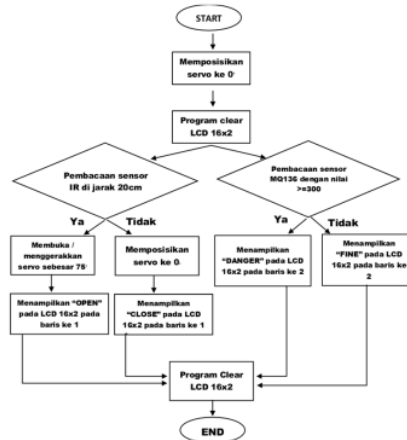 START
Memposisikan
servo ke 0
Program clear
LCD 16x2
Pembacaan sensor
IR di jarak 20cm
Pembacaan sensor
MQ136 dengan nilai
>=300
Ya
Tidak
Ya
Tidak
Membuka /
menggerakkan
servo sebesar 75
Memposisikan
servo ke 0
Menampilkan
"DANGER" pada LCD
16x2 pada baris ke 2
Menampilkan
"FINE" pada LCD
16x2 pada baris ke
2
Menampilkan "OPEN"
pada LCD 16x2 pada
baris ke 1
Menampilkan
"CLOSE" pada LCD
16x2 pada baris ke 1
Program Clear
LCD 16x2
END